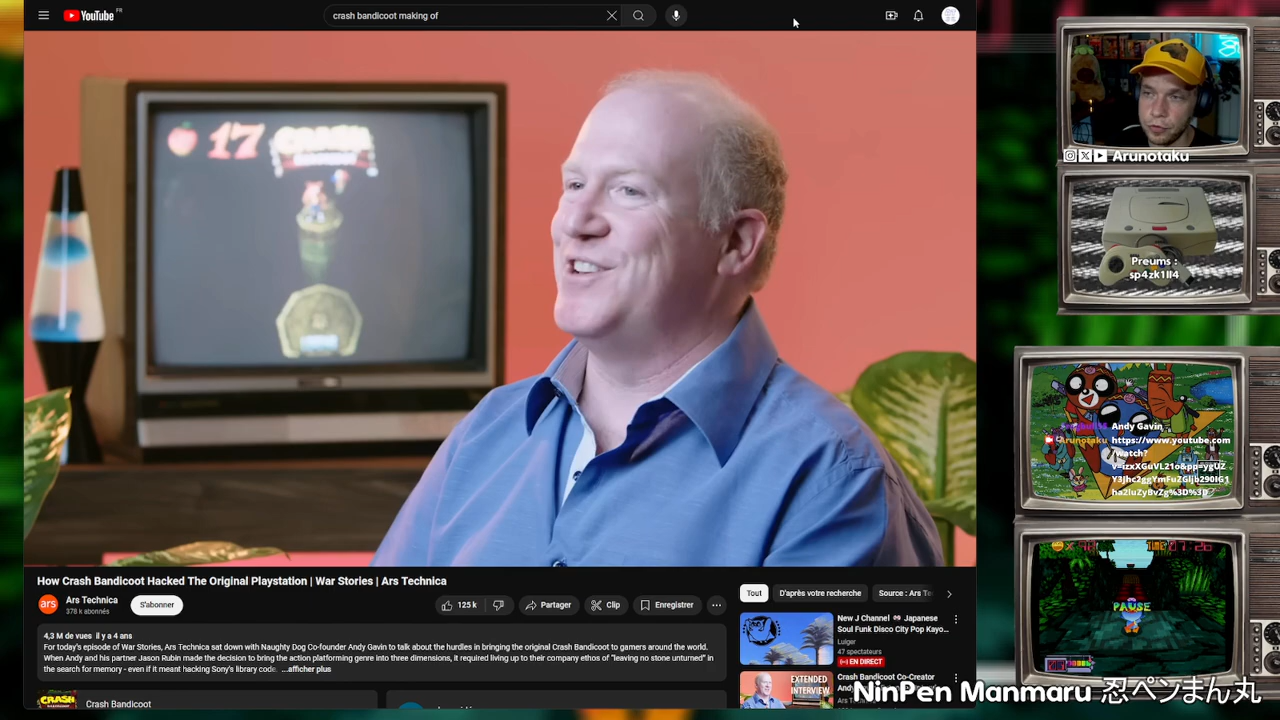 YouTube FR
crash bandicoot making of
17 CRASH
How Crash Bandicoot Hacked The Original Playstation | War Stories | Ars Technica
ars
Ars Technica
378 k abonnés
S'abonner
125 k
Partager
Clip
Enregistrer
4,3 M de vues il y a 4 ans
For today's episode of War Stories, Ars Technica sat down with Naughty Dog Co-founder Andy Gavin to talk about the hurdles in bringing the original Crash Bandicoot to gamers around the world.
When Andy and his partner Jason Rubin made the decision to bring the action platforming genre into three dimensions, it required living up to their company ethos of "leaving no stone unturned" in
the search for memory - even if it meant hacking Sony's library code. ...afficher plus
CRASH
Crash Bandicoot
Tout
D'après votre recherche
Source : Ars Te
New J Channel Japanese
Soul Funk Disco City Pop Kayo...
Luiger
47 spectateurs
EN DIRECT
EXTENDED
INTERVIEW
Crash Bandicoot Co-Creator
Arunotaku
Preums :
sp4zk1ll4
Andy Gavin
Arunotaku
https://www.youtube.com
/watch?
PAUSE
NinPen Manmaru 忍ペンまん丸